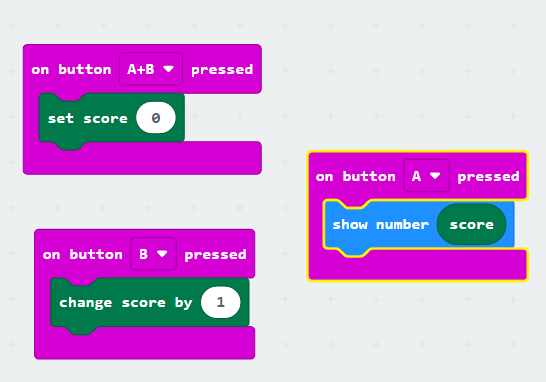 on button A+B pressed
set score 0
on button B pressed
change score by 1
on button A pressed
show number score